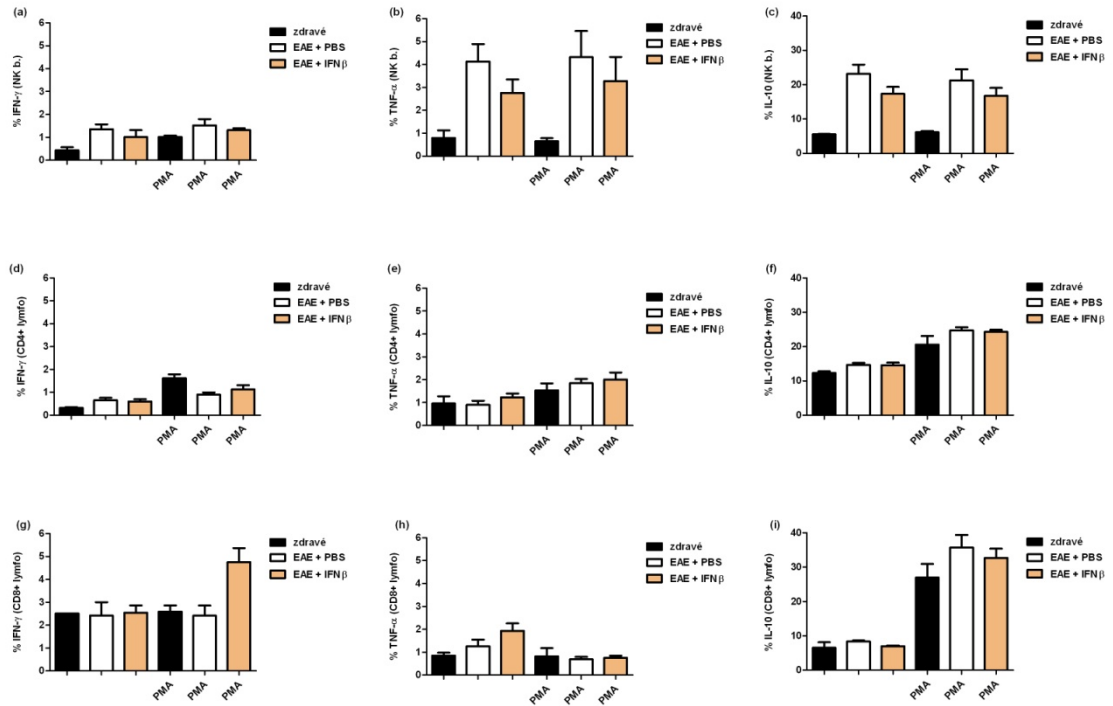 (a)
% IFN-γ (NK b.)
6
5
4
3
2
1
0
PMA
PMA
PMA
zdravé
EAE + PBS
EAE + IFNβ
(b)
% TNF-α (NK b.)
6
5
4
3
2
1
0
PMA
PMA
PMA
zdravé
EAE + PBS
EAE + IFNβ
(c)
% IL-10 (NK b.)
40
30
20
10
0
PMA
PMA
PMA
zdravé
EAE + PBS
EAE + IFNβ
(d)
% IFN-γ (CD4+ lymfo)
6
5
4
3
2
1
0
PMA
PMA
PMA
zdravé
EAE + PBS
EAE + IFNβ
(e)
% TNF-α (CD4+ lymfo)
6
5
4
3
2
1
0
PMA
PMA
PMA
zdravé
EAE + PBS
EAE + IFNβ
(f)
% IL-10 (CD4+ lymfo)
40
30
20
10
0
PMA
PMA
PMA
zdravé
EAE + PBS
EAE + IFNβ
(g)
% IFN-γ (CD8+ lymfo)
6
5
4
3
2
1
0
PMA
PMA
PMA
zdravé
EAE + PBS
EAE + IFNβ
(h)
% TNF-α (CD8+ lymfo)
6
5
4
3
2
1
0
PMA
PMA
PMA
zdravé
EAE + PBS
EAE + IFNβ
(i)
% IL-10 (CD8+ lymfo)
40
30
20
10
0
PMA
PMA
PMA
zdravé
EAE + PBS
EAE + IFNβ